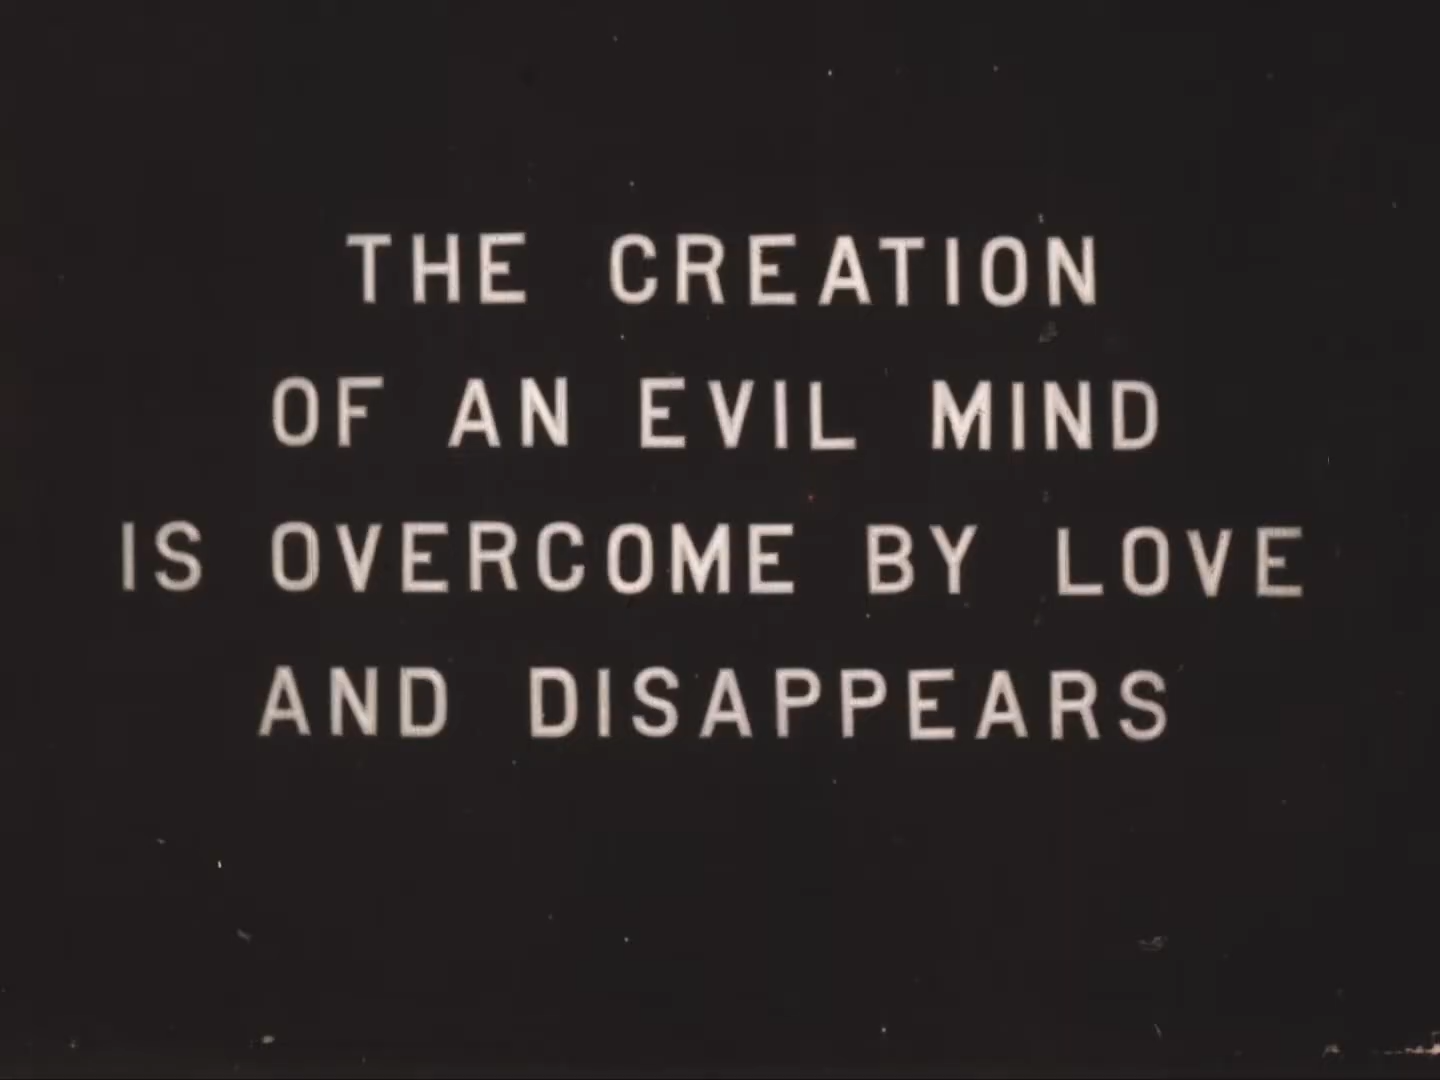 THE CREATION
OF AN EVIL MIND
IS OVERCOME BY LOVE
AND DISAPPEARS